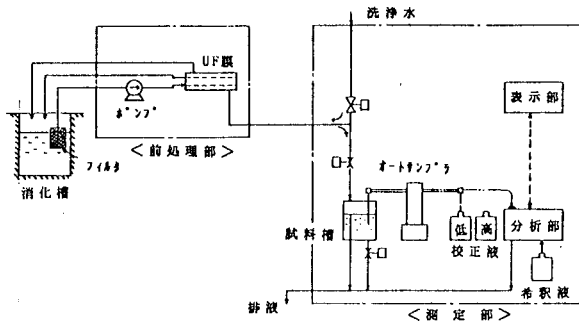 洗浄水
UF膜
ポンプ
<前処理部>
フィルタ
消化槽
表示部
オートサンプラ
試料槽
低
高
校正液
分析部
希釈液
排液
<測定部>